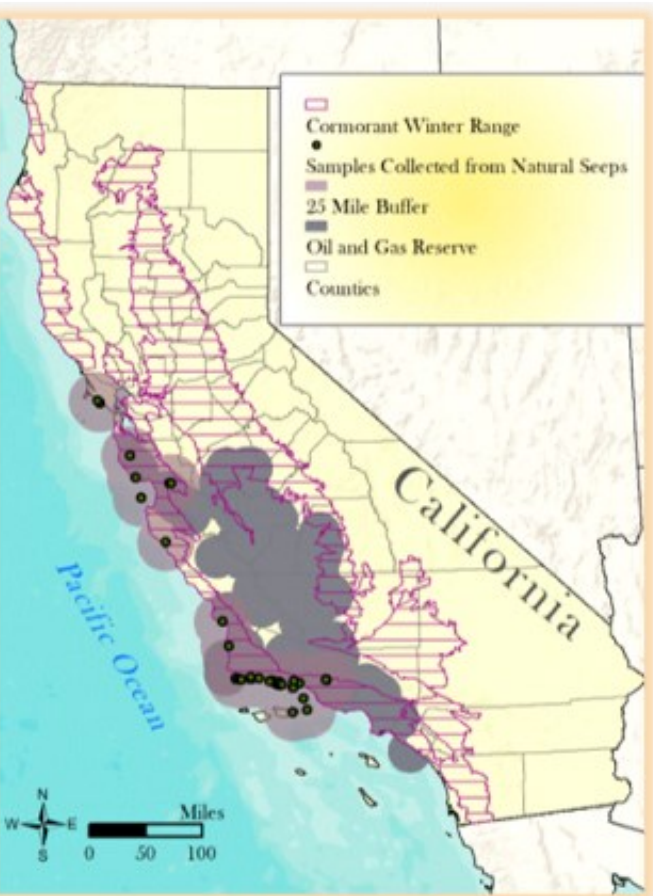 Cormorant Winter Range
Samples Collected from Natural Seeps
25 Mile Buffer
Oil and Gas Reserve
Counties
California
Pacific Ocean
N
W E
S
Miles
0 50 100